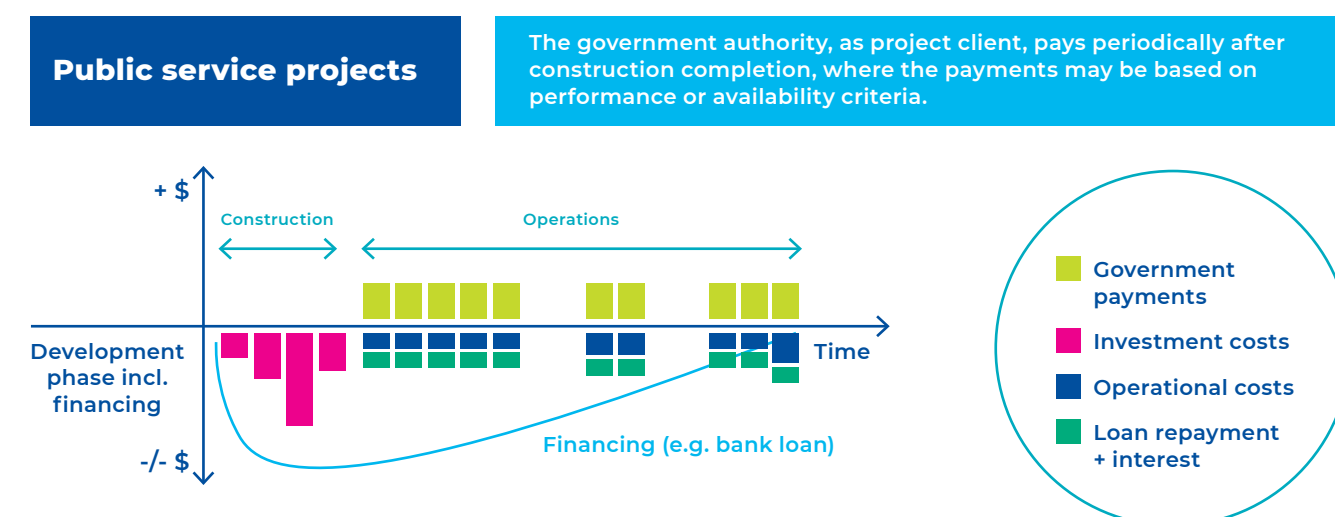 Public service projects
The government authority, as project client, pays periodically after
construction completion, where the payments may be based on
performance or availability criteria.
+ $
Construction
Operations
Development
phase incl.
financing
Time
-/- $
Financing (e.g. bank loan)
Government
payments
Investment costs
Operational costs
Loan repayment
+ interest